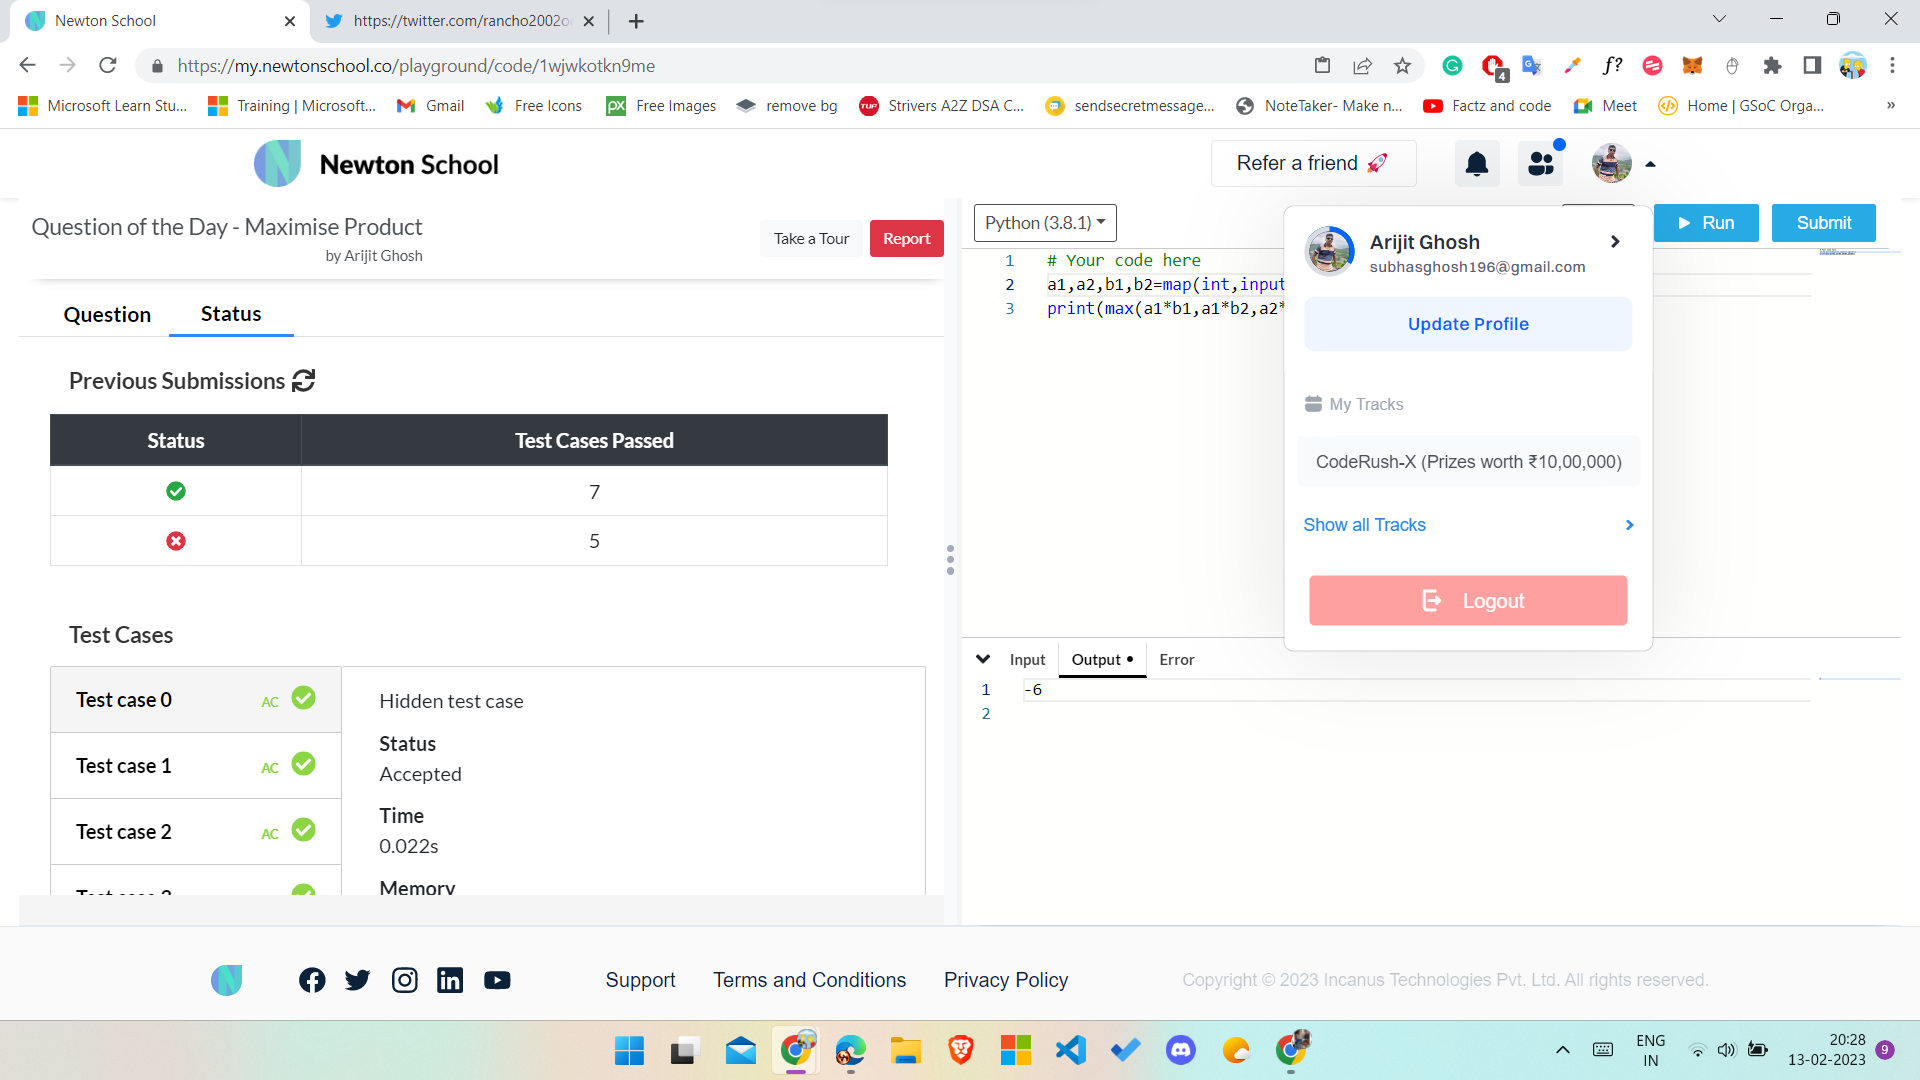 Newton School
https://twitter.com/rancho2002o
https://my.newtonschool.co/playground/code/1wjwkotkn9me
4
f?
Microsoft Learn Stu...
Training | Microsoft...
Gmail
Free Icons
Free Images
remove bg
Strivers A2Z DSA C...
sendsecretmessage...
NoteTaker- Make n...
Factz and code
Meet
Home | GSoC Orga...
»
Newton School
Refer a friend 🚀
Question of the Day - Maximise Product
by Arijit Ghosh
Take a Tour
Report
Python (3.8.1)
Run
Submit
1 # Your code here
2 a1,a2,b1,b2=map(int,input
3 print(max(a1*b1,a1*b2,a2*
Arijit Ghosh
subhasghosh196@gmail.com
Update Profile
My Tracks
CodeRush-X (Prizes worth ₹10,00,000)
Show all Tracks
Logout
Question
Status
Previous Submissions
Status Test Cases Passed
7
5
Test Cases
Test case 0 AC
Test case 1 AC
Test case 2 AC
Hidden test case
Status
Accepted
Time
0.022s
Memory
Input Output • Error
1 -6
2
Support
Terms and Conditions
Privacy Policy
Copyright © 2023 Incanus Technologies Pvt. Ltd. All rights reserved.
ENG
IN
20:28
13-02-2023
9